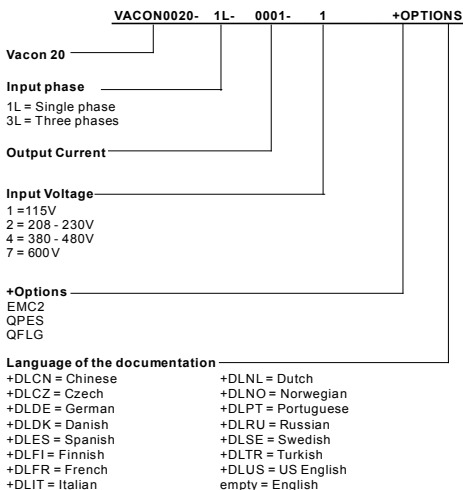 VACON0020- 1L- 0001- 1 +OPTIONS
Vacon 20
Input phase
1L = Single phase
3L = Three phases
Output Current
Input Voltage
1 =115V
2 = 208 - 230V
4 = 380 - 480V
7 = 600V
+Options
EMC2
QPES
QFLG
Language of the documentation
+DLCN = Chinese
+DLCZ = Czech
+DLDE = German
+DLDK = Danish
+DLES = Spanish
+DLFI = Finnish
+DLFR = French
+DLIT = Italian
+DLNL = Dutch
+DLNO = Norwegian
+DLPT = Portuguese
+DLRU = Russian
+DLSE = Swedish
+DLTR = Turkish
+DLUS = US English
empty = English